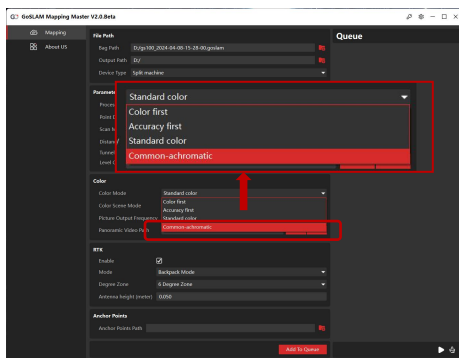 GoSLAM Mapping Master V2.0.Beta
Mapping
About US
File Path
Bag Path D:/gs100_2024-04-08-15-28-00.goslam
Output Path D:/
Device Type Split machine
Queue
Standard color
Color first
Accuracy first
Standard color
Common-achromatic
Color
Color Mode Standard color
Color first
Color Scene Mode
Accuracy first
Picture Output Frequency Standard color
Common-achromatic
Panoramic Video Path
RTK
Enable
Mode Backpack Mode
Degree Zone 6 Degree Zone
Antenna height (meter) 0.050
Anchor Points
Anchor Points Path
Add To Queue